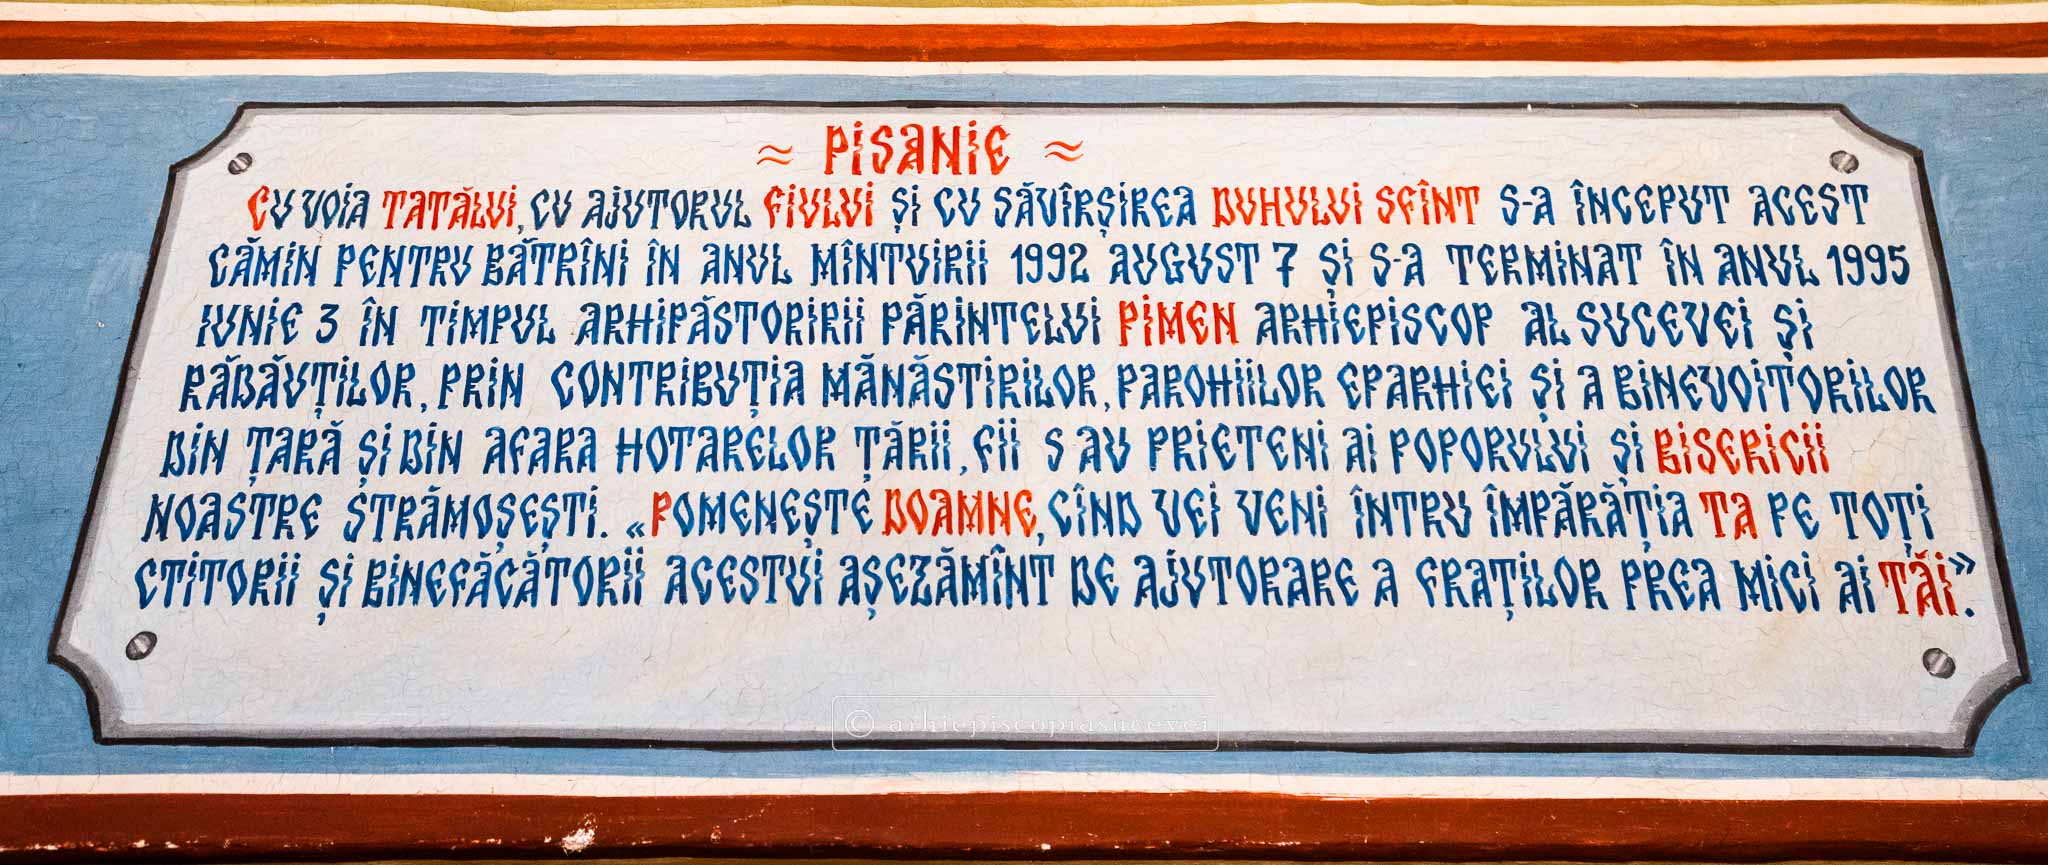 ≈ PISANIE ≈
CU VOIA TATĂLUI, CU AJUTORUL FIULUI ȘI CU SĂVÎRȘIREA DUHULUI SFÎNT S-A ÎNCEPUT ACEST
CĂMIN PENTRU BĂTRÎNI ÎN ANUL MÎNTUIRII 1992 AUGUST 7 ȘI S-A TERMINAT ÎN ANUL 1995
IUNIE 3 ÎN TIMPUL ARHIPĂSTORIRII PĂRINTELUI PIMEN ARHIEPISCOP AL SUCEVEI ȘI
RĂDĂUȚILOR, PRIN CONTRIBUȚIA MĂNĂSTIRILOR, PAROHIILOR EPARHIEI ȘI A BINEVOITORILOR
DIN ȚARĂ ȘI DIN AFARA HOTARELOR ȚĂRII, FII S AU PRIETENI AI POPORULUI ȘI BISERICII
NOASTRE STRĂMOȘEȘTI. «POMENEȘTE DOAMNE, CÎND VEI VENI ÎNTRU ÎMPĂRĂȚIA TA PE TOȚI
CTITORII ȘI BINEFĂCĂTORII ACESTUI AȘEZĂMÎNT DE AJUTORARE A FRAȚILOR PREA MICI AI TĂI».
© arhiepiscopiasucevei